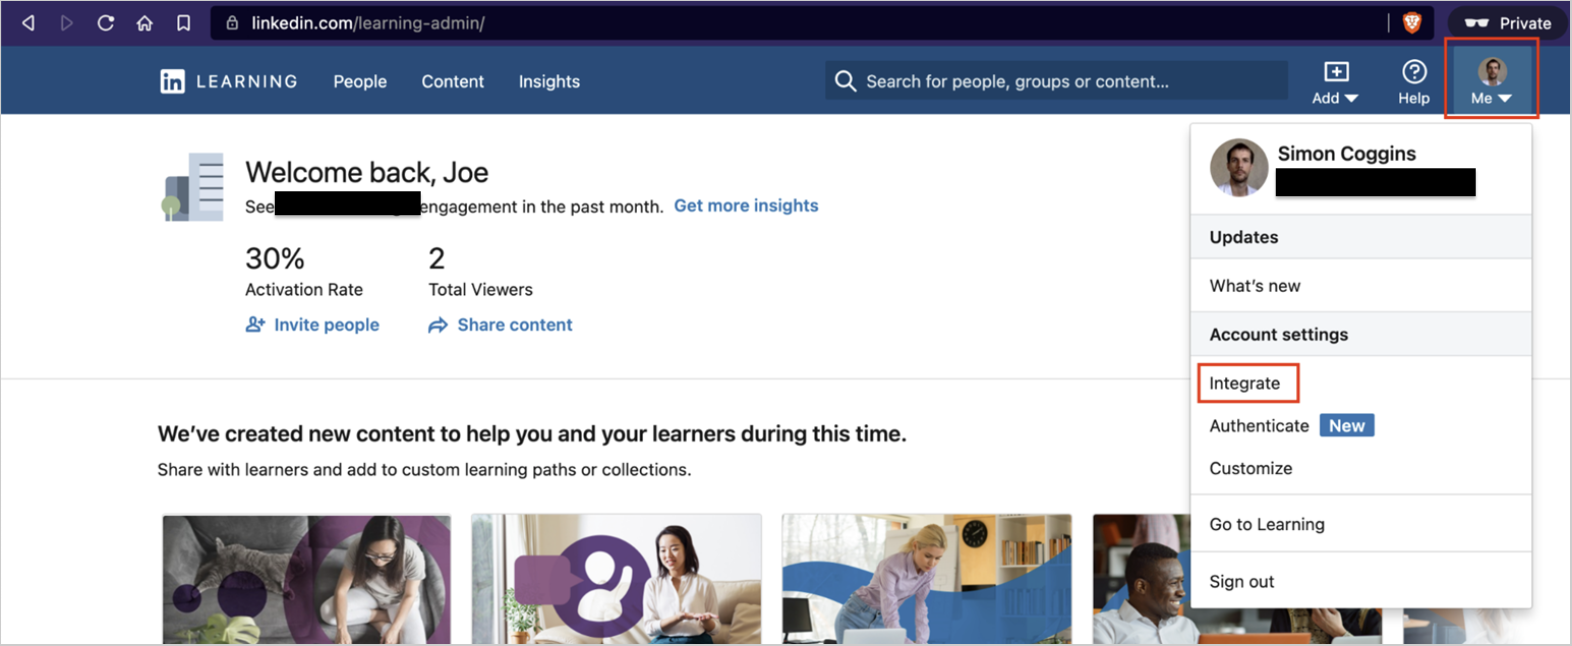 linkedin.com/learning-admin/
Private
in LEARNING
People
Content
Insights
Search for people, groups or content...
Add
Help
Me
Welcome back, Joe
See engagement in the past month. Get more insights
30%
Activation Rate
Invite people
2
Total Viewers
Share content
Simon Coggins
Updates
What's new
Account settings
Integrate
Authenticate New
Customize
Go to Learning
Sign out
We've created new content to help you and your learners during this time.
Share with learners and add to custom learning paths or collections.